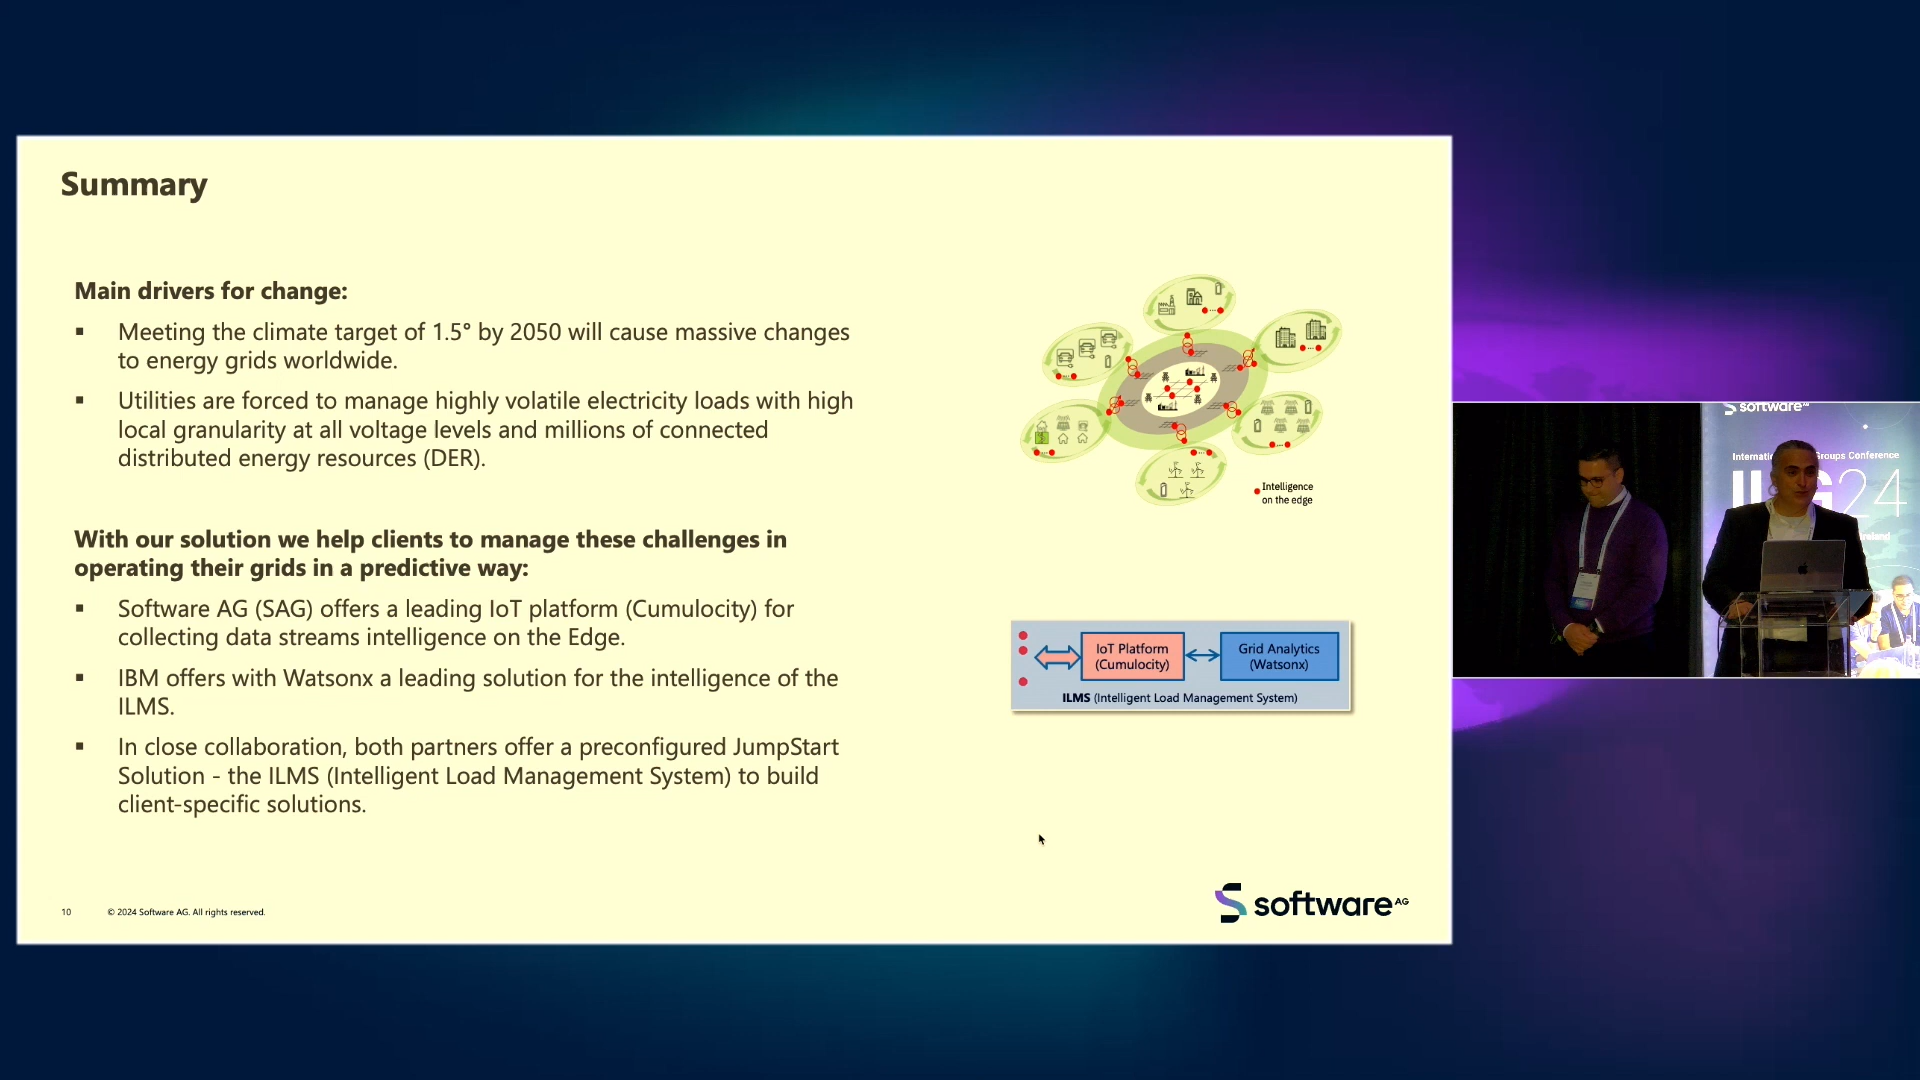 Summary
Main drivers for change:
▪ Meeting the climate target of 1.5° by 2050 will cause massive changes
to energy grids worldwide.
▪ Utilities are forced to manage highly volatile electricity loads with high
local granularity at all voltage levels and millions of connected
distributed energy resources (DER).
With our solution we help clients to manage these challenges in
operating their grids in a predictive way:
▪ Software AG (SAG) offers a leading IoT platform (Cumulocity) for
collecting data streams intelligence on the Edge.
▪ IBM offers with Watsonx a leading solution for the intelligence of the
ILMS.
▪ In close collaboration, both partners offer a preconfigured JumpStart
Solution - the ILMS (Intelligent Load Management System) to build
client-specific solutions.
Intelligence
on the edge
IoT Platform
(Cumulocity)
Grid Analytics
(Watsonx)
ILMS (Intelligent Load Management System)
10
© 2024 Software AG. All rights reserved.
software AG
software AG
Groups Conference
24